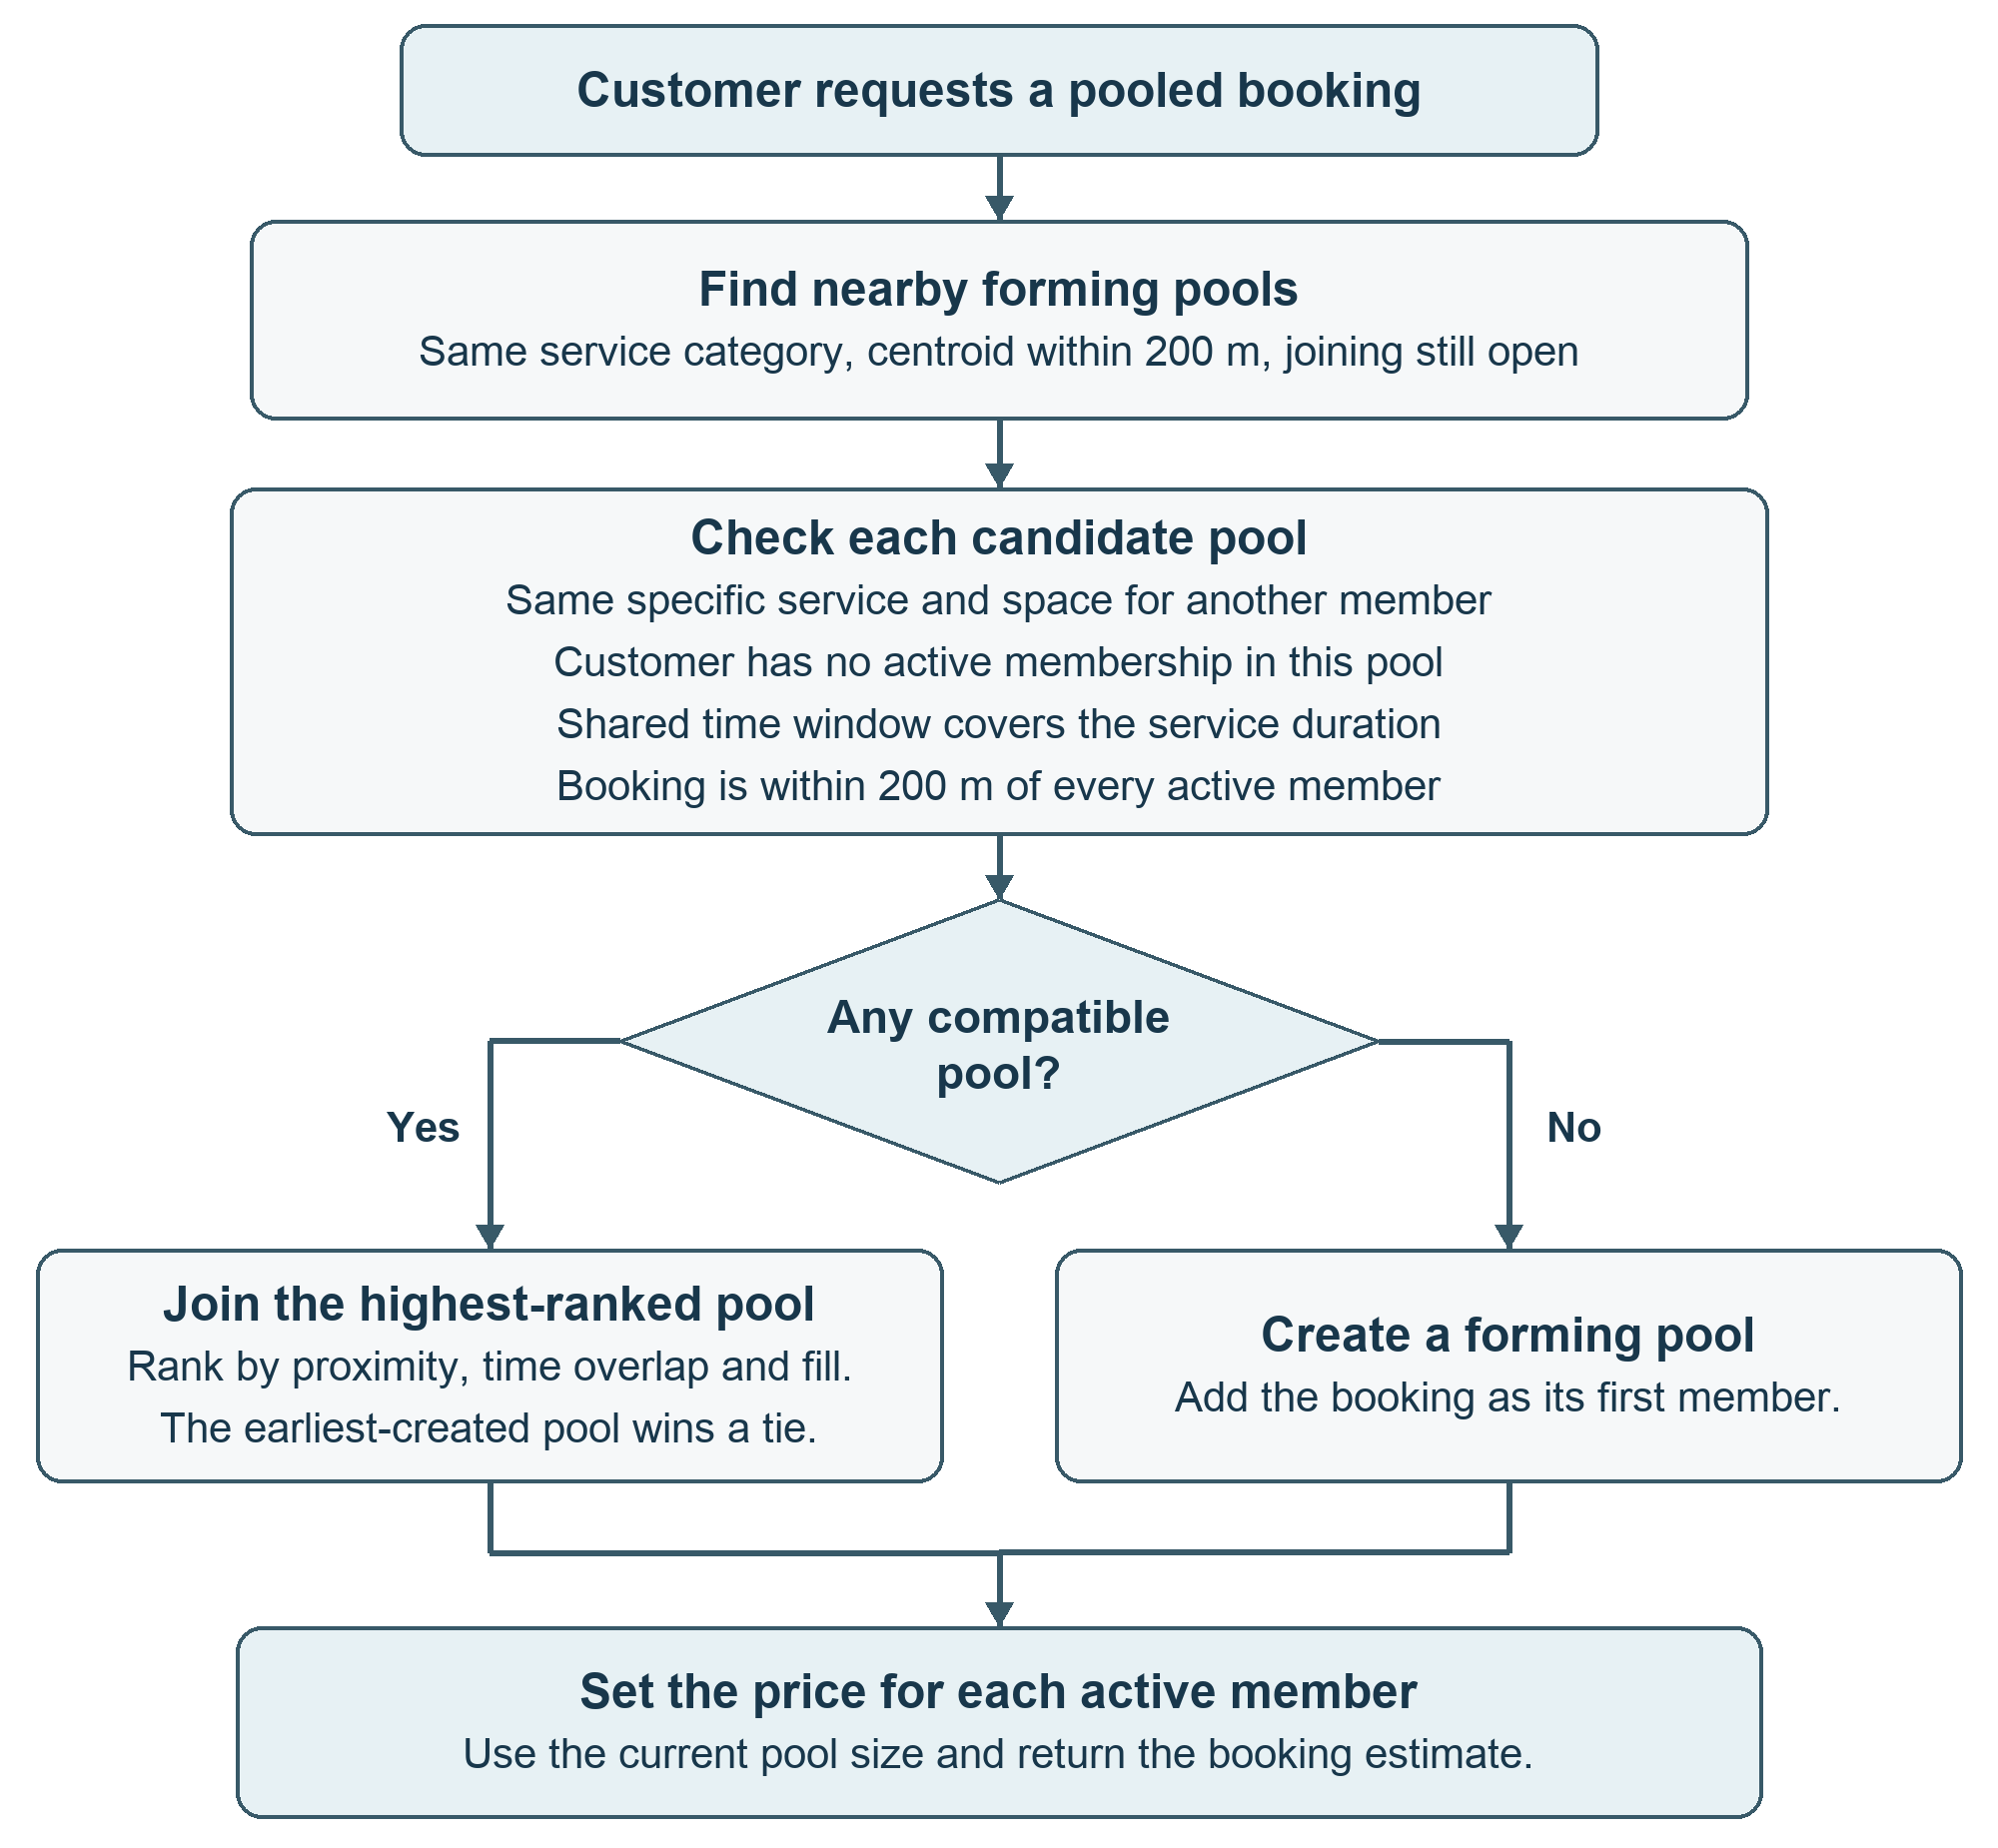 Customer requests a pooled booking
Find nearby forming pools
Same service category, centroid within 200 m, joining still open
Check each candidate pool
Same specific service and space for another member
Customer has no active membership in this pool
Shared time window covers the service duration
Booking is within 200 m of every active member
Any compatible
pool?
Yes
No
Join the highest-ranked pool
Rank by proximity, time overlap and fill.
The earliest-created pool wins a tie.
Create a forming pool
Add the booking as its first member.
Set the price for each active member
Use the current pool size and return the booking estimate.